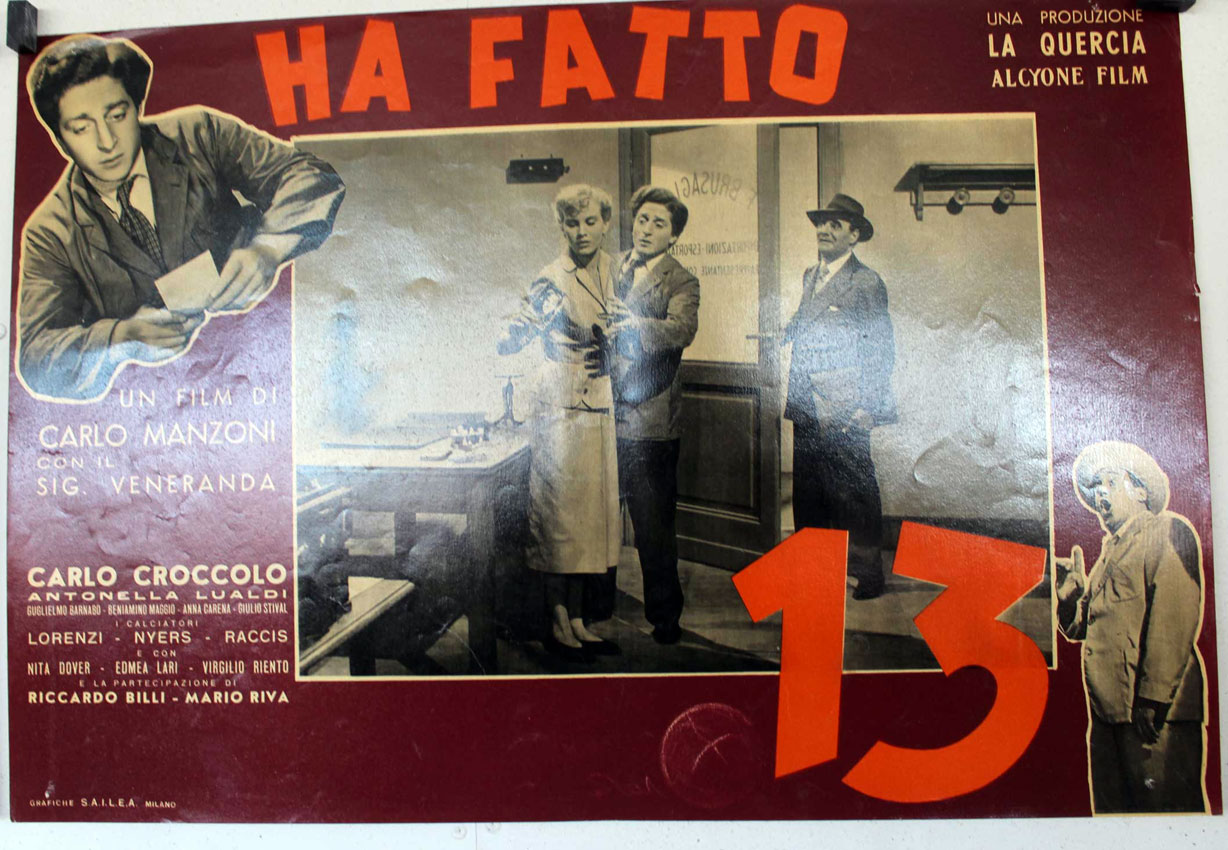 HA FATTO
13
UNA PRODUZIONE
LA QUERCIA
ALCYONE FILM
UN FILM DI
CARLO MANZONI
CON IL
SIG. VENERANDA
CARLO CROCCOLO
ANTONELLA LUALDI
GUGLIELMO BARNABO - BENIAMINO MAGGIO - ANNA CARENA - GIULIO STIVAL
I CALCIATORI
LORENZI - NYERS - RACCIS
E CON
NITA DOVER - EDMEA LARI - VIRGILIO RIENTO
E LA PARTECIPAZIONE DI
RICCARDO BILLI - MARIO RIVA
GRAFICHE S.A.I.L.E.A. MILANO